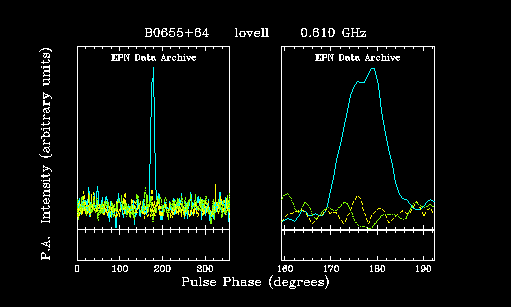 B0655+64 lovell 0.610 GHz
EPN Data Archive EPN Data Archive
P.A. Intensity (arbitrary units)
0 100 200 300 160 170 180 190
Pulse Phase (degrees)